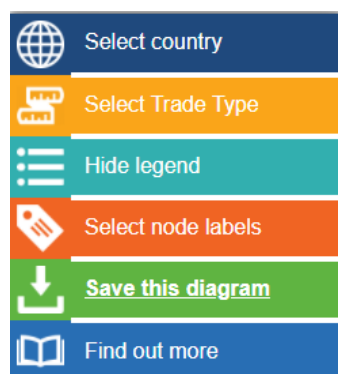 Select country
Select Trade Type
Hide legend
Select node labels
Save this diagram
Find out more